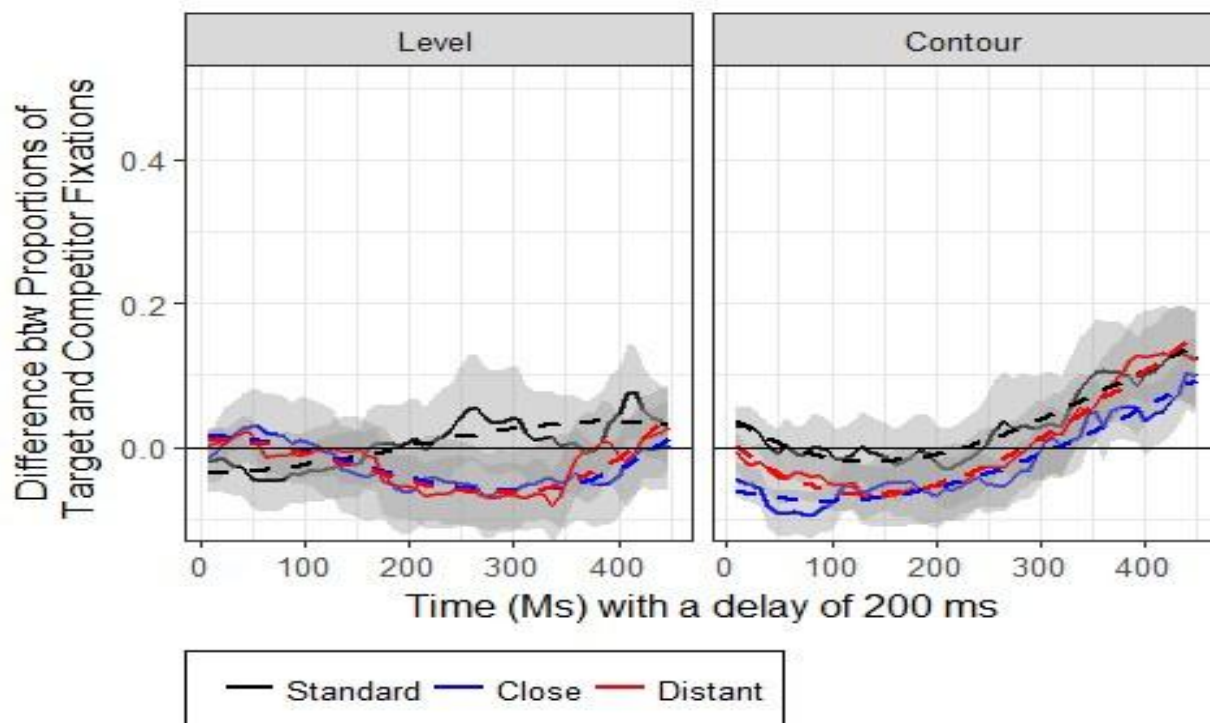 Level
Contour
Difference btw Proportions of
Target and Competitor Fixations
0.4
0.2
0.0
0 100 200 300 400
0 100 200 300 400
Time (Ms) with a delay of 200 ms
Standard Close Distant